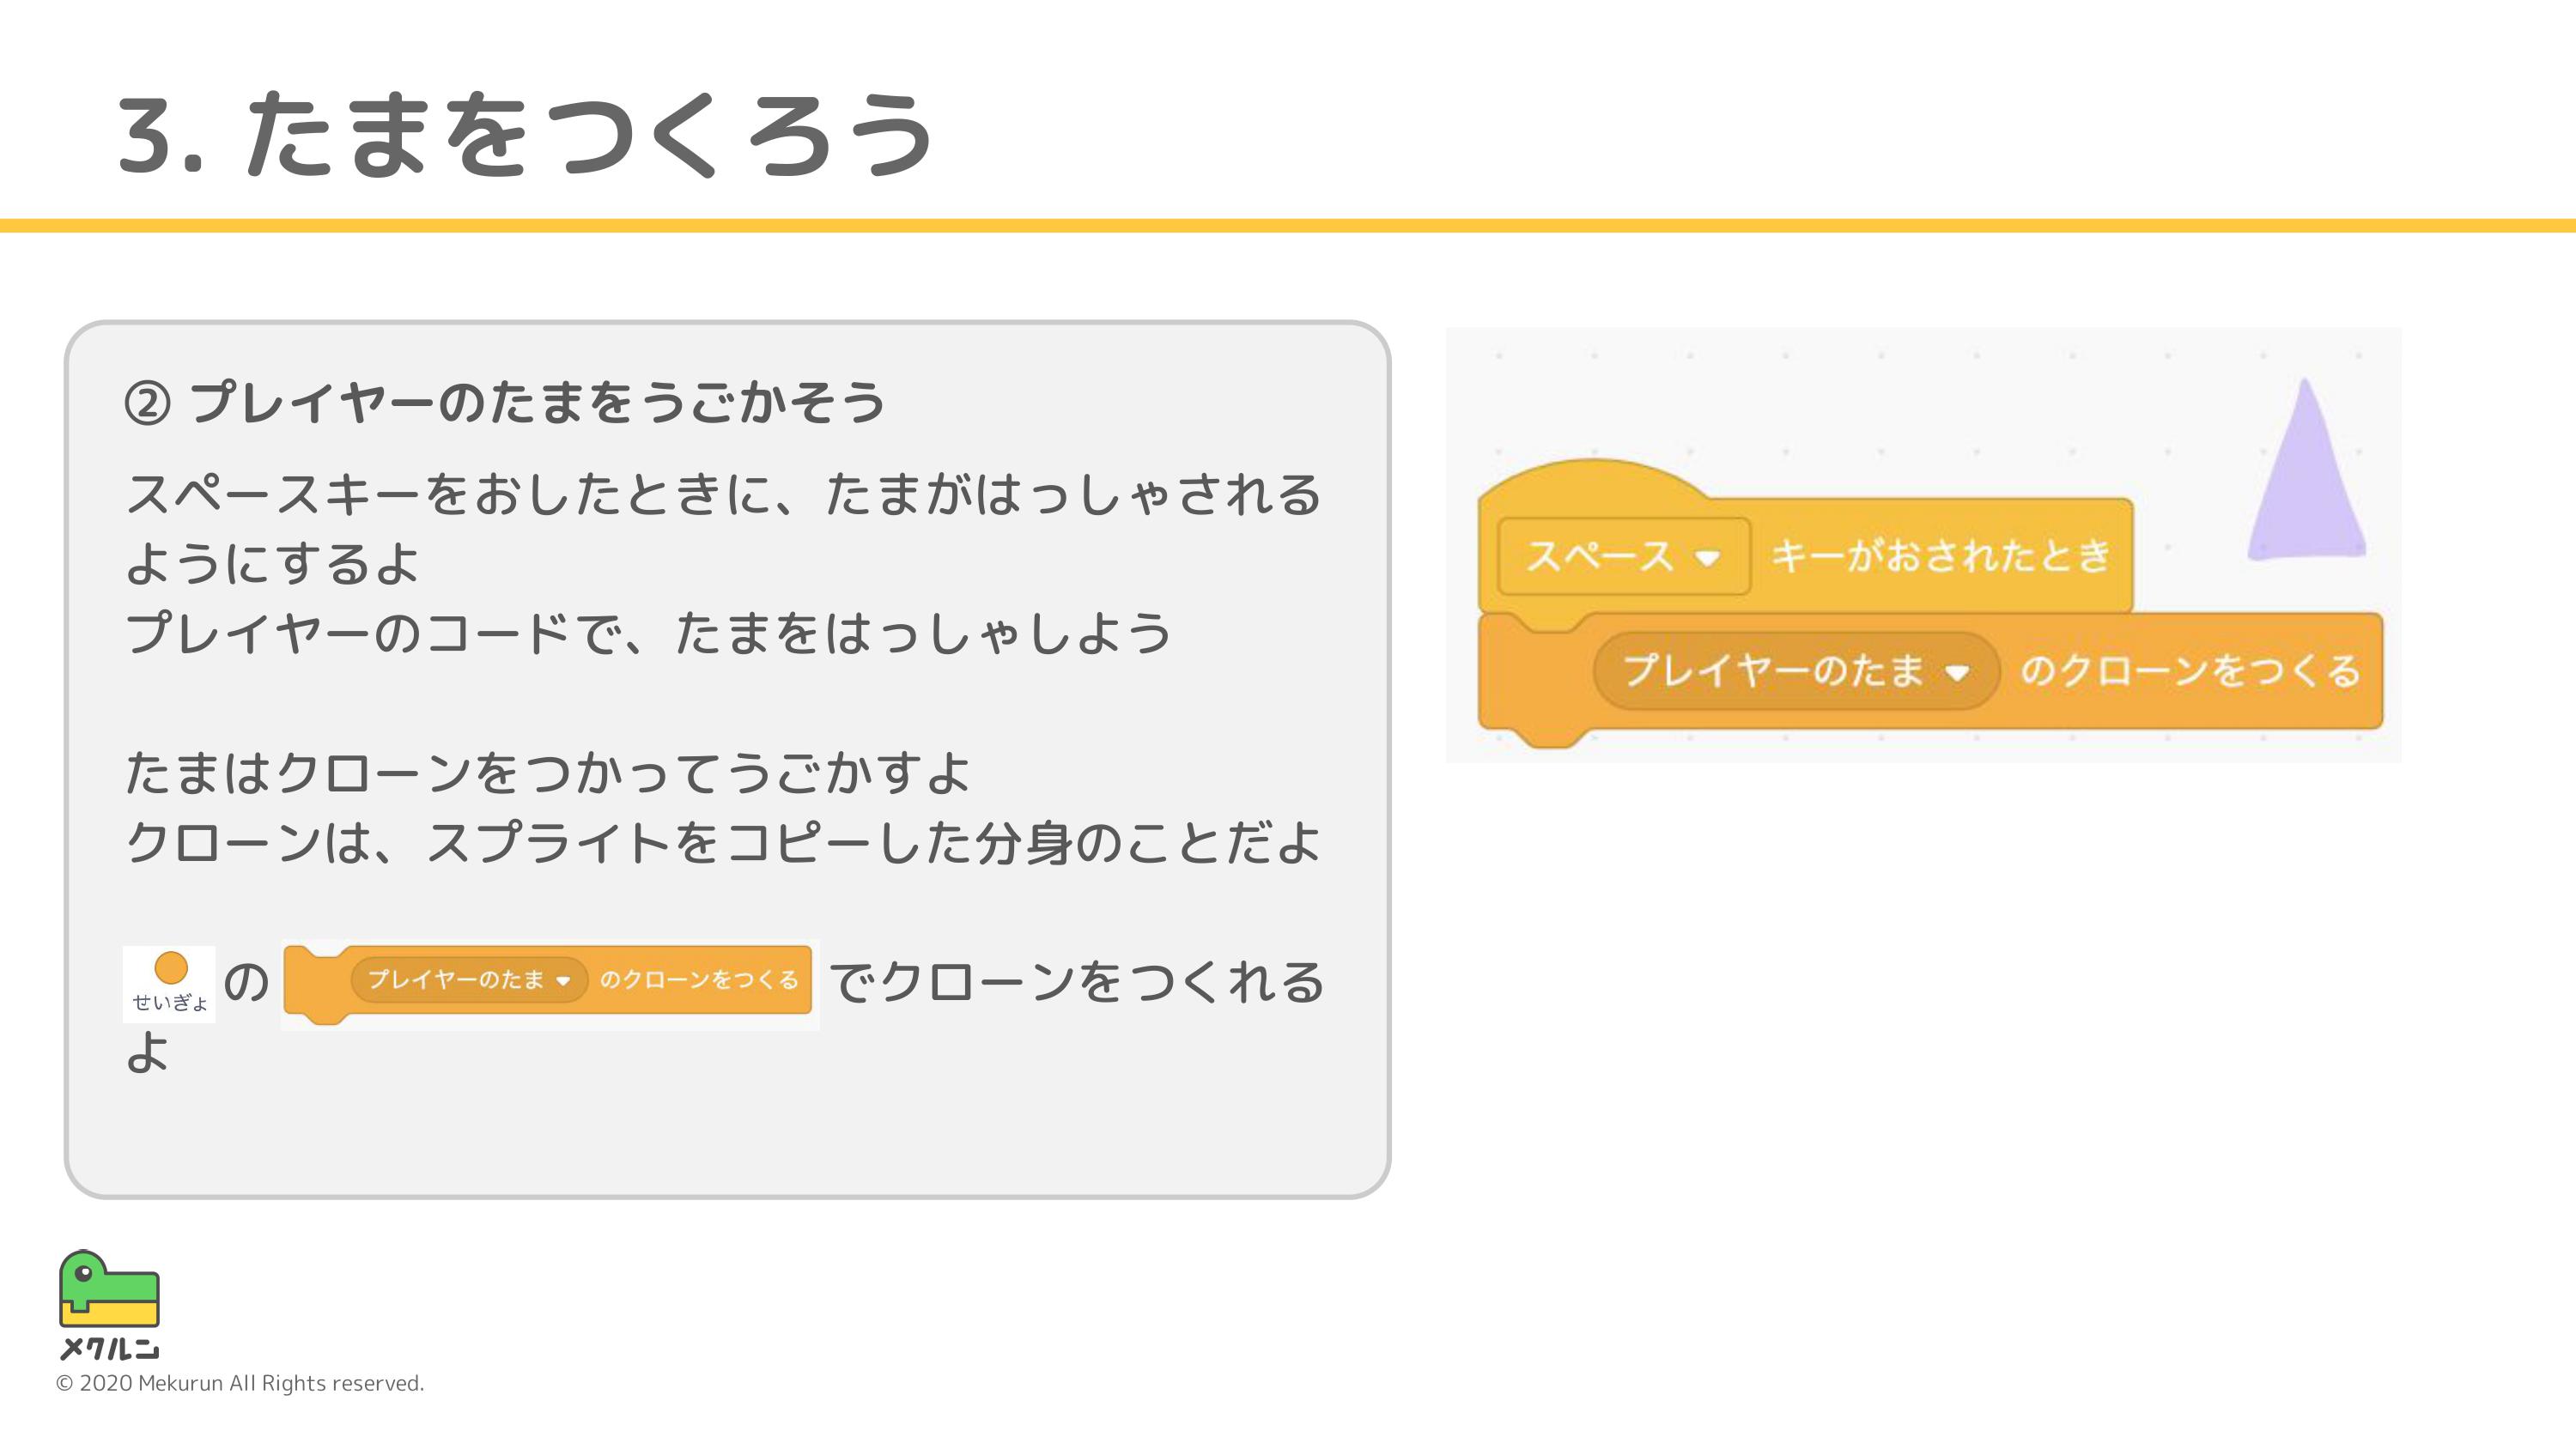 3. たまをつくろう
② プレイヤーのたまをうごかそう
スペースキーをおしたときに、たまがはっしゃされる
ようにするよ
プレイヤーのコードで、たまをはっしゃしよう
たまはクローンをつかってうごかすよ
クローンは、スプライトをコピーした分身のことだよ
せいぎょ の プレイヤーのたま のクローンをつくる でクローンをつくれる
よ
スペース キーがおされたとき
プレイヤーのたま のクローンをつくる
メクルン
© 2020 Mekurun All Rights reserved.